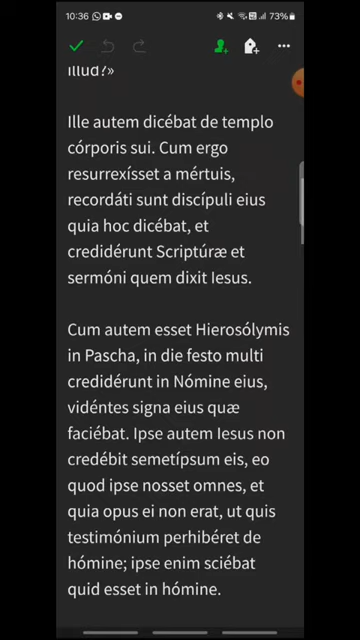 10:36
73%
illud?»
Ille autem dicébat de templo
córporis sui. Cum ergo
resurrexísset a mértuis,
recordáti sunt discípuli eius
quia hoc dicébat, et
credidérunt Scriptúræ et
sermóni quem dixit Iesus.
Cum autem esset Hierosólymis
in Pascha, in die festo multi
credidérunt in Nómine eius,
vidéntes signa eius quæ
faciébat. Ipse autem Iesus non
credébit semetípsum eis, eo
quod ipse nosset omnes, et
quia opus ei non erat, ut quis
testimónium perhibéret de
hómine; ipse enim sciébat
quid esset in hómine.